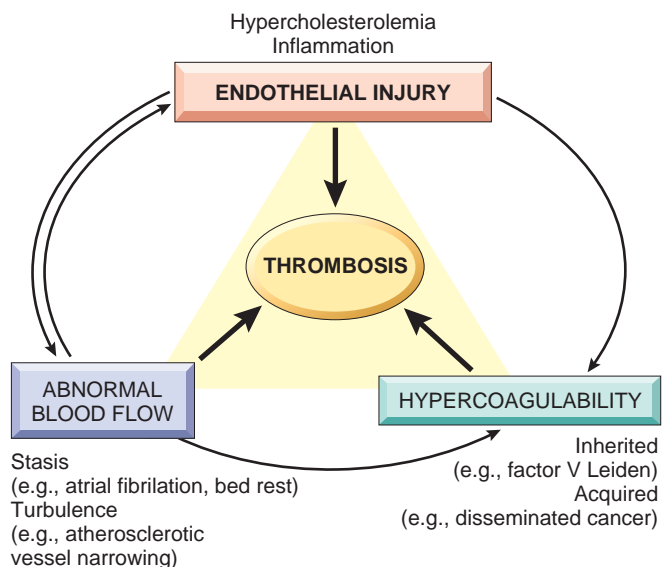 Hypercholesterolemia
Inflammation
ENDOTHELIAL INJURY
THROMBOSIS
ABNORMAL
BLOOD FLOW
HYPERCOAGULABILITY
Stasis
(e.g., atrial fibrilation, bed rest)
Turbulence
(e.g., atherosclerotic
vessel narrowing)
Inherited
(e.g., factor V Leiden)
Acquired
(e.g., disseminated cancer)